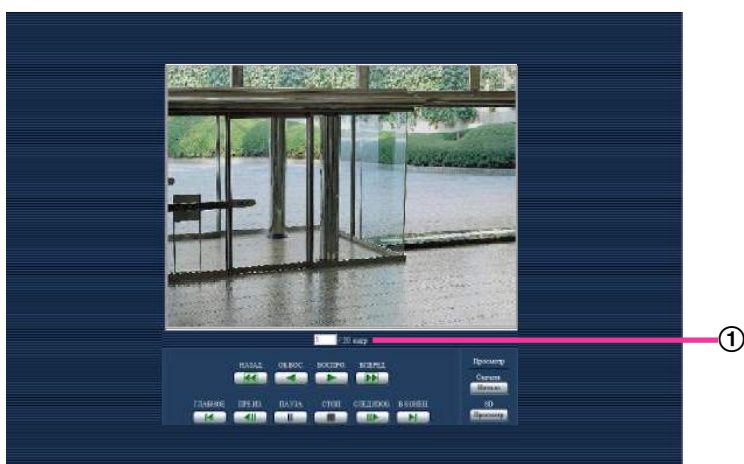 1 / 20 кадр
①
НАЗАД ОБ.ВОС. ВОСПРО. ВПЕРЕД
Просмотр
Скачать
Начало
ГЛАВНОЕ ПРЕ.ИЗ. ПАУЗА СТОП СЛЕД.ИЗОБ. В КОНЕЦ
SD
Просмотр